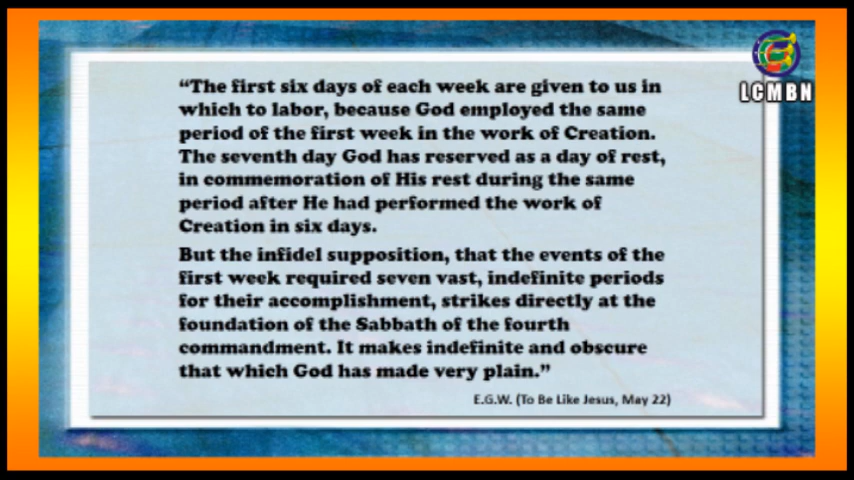 LCMBN
“The first six days of each week are given to us in
which to labor, because God employed the same
period of the first week in the work of Creation.
The seventh day God has reserved as a day of rest,
in commemoration of His rest during the same
period after He had performed the work of
Creation in six days.
But the infidel supposition, that the events of the
first week required seven vast, indefinite periods
for their accomplishment, strikes directly at the
foundation of the Sabbath of the fourth
commandment. It makes indefinite and obscure
that which God has made very plain.”
E.G.W. (To Be Like Jesus, May 22)